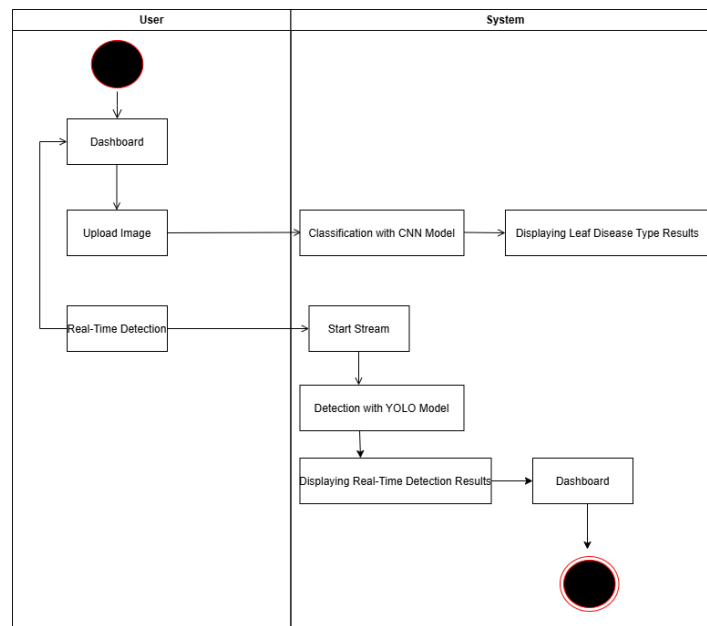 User
System
Dashboard
Upload Image
Classification with CNN Model
Displaying Leaf Disease Type Results
Real-Time Detection
Start Stream
Detection with YOLO Model
Displaying Real-Time Detection Results
Dashboard